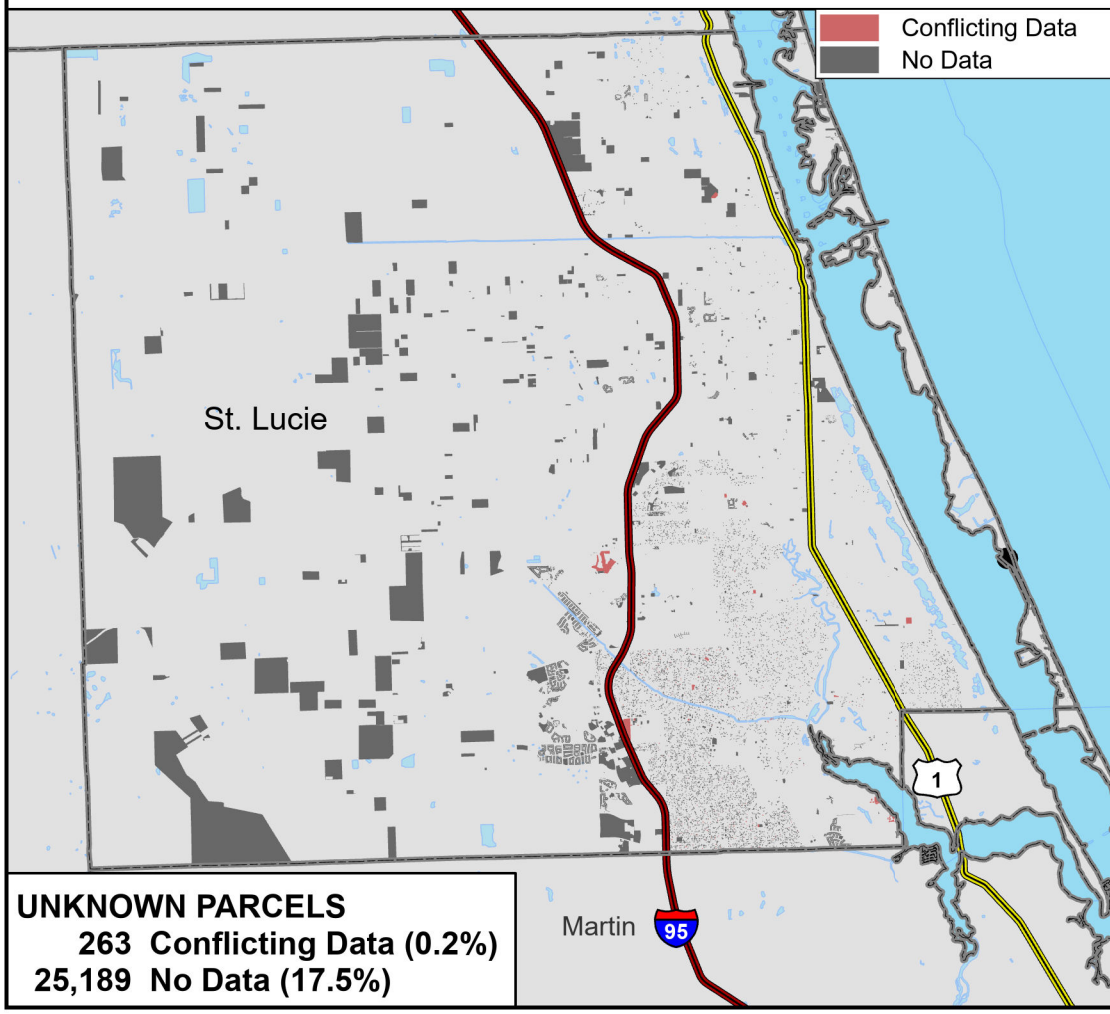 Conflicting Data
No Data
St. Lucie
1
UNKNOWN PARCELS
263 Conflicting Data (0.2%)
25,189 No Data (17.5%)
Martin
95